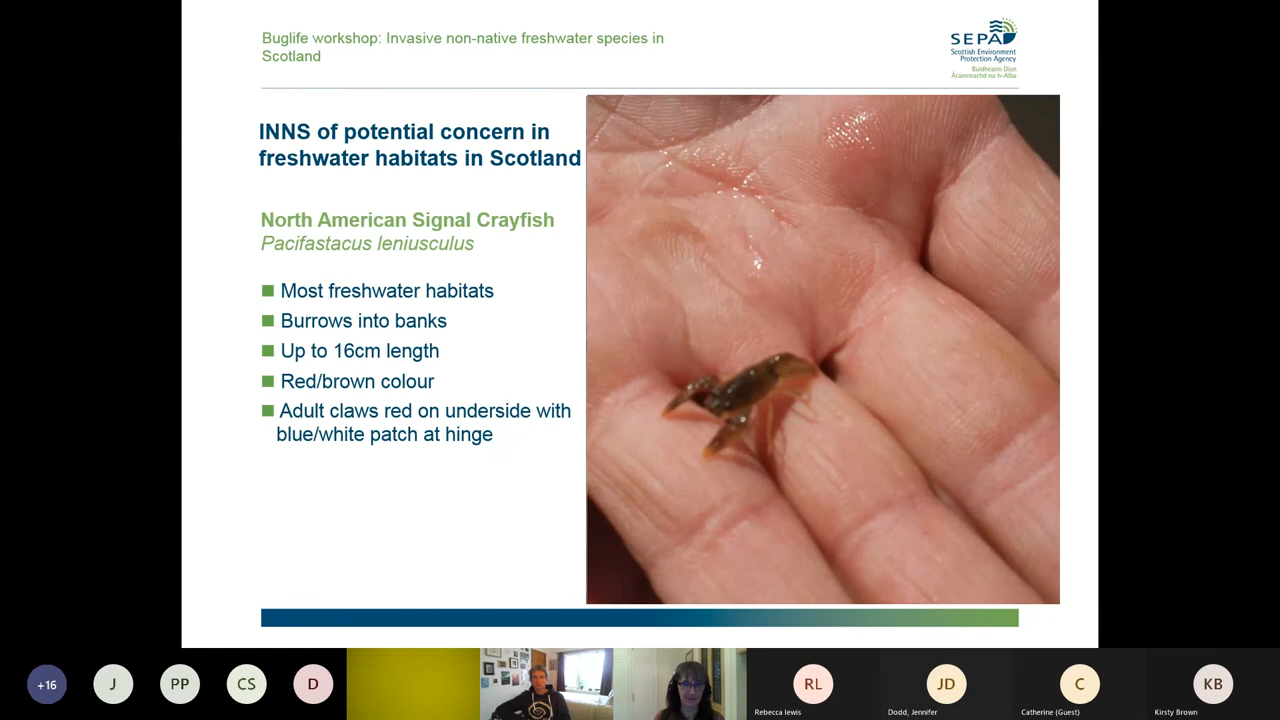 Buglife workshop: Invasive non-native freshwater species in
Scotland
SEPA
Scottish Environment
Protection Agency
Buidheann Dìon
Àrainneachd na h-Alba
INNS of potential concern in
freshwater habitats in Scotland
North American Signal Crayfish
Pacifastacus leniusculus
Most freshwater habitats
Burrows into banks
Up to 16cm length
Red/brown colour
Adult claws red on underside with
blue/white patch at hinge
+16
J
PP
CS
D
RL
JD
C
KB
Rebecca lewis
Dodd, Jennifer
Catherine (Guest)
Kirsty Brown